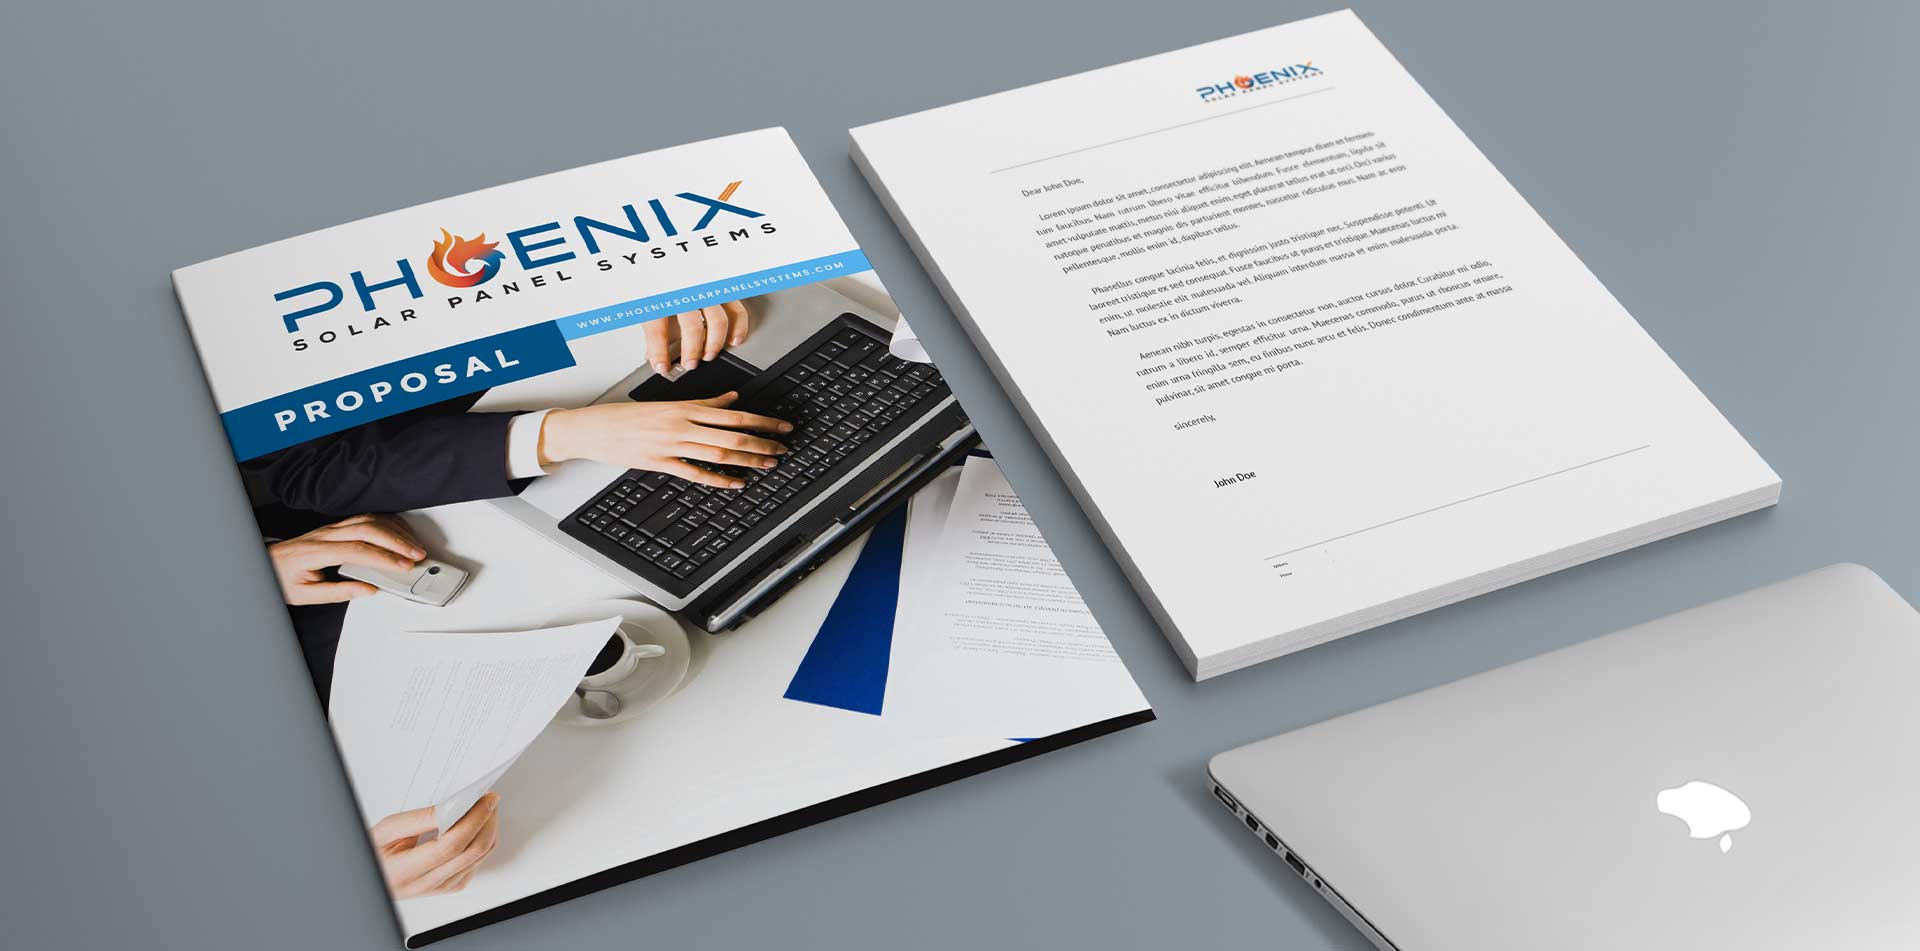 PHOENIX
SOLAR PANEL SYSTEMS
WWW.PHOENIXSOLARPANELSYSTEMS.COM
PROPOSAL
PHOENIX
SOLAR PANEL SYSTEMS
Dear John Doe,
Lorem ipsum dolor sit amet, consectetur adipiscing elit. Aenean tempus diam et fermen-
tum faucibus. Nam rutrum libero vitae efficitur bibendum. Fusce elementum, ligula sit
amet vulputate mattis, metus nisi aliquet enim, eget placerat tellus erat ut orci. Orci varius
natoque penatibus et magnis dis parturient montes, nascetur ridiculus mus. Nam ac eros
pellentesque, mollis enim id, dapibus tellus.
Phasellus congue lacinia felis, et dignissim justo tristique nec. Suspendisse potenti. Ut
laoreet tristique ex sed consequat. Fusce faucibus ut purus et tristique. Maecenas luctus mi
enim, ut molestie elit malesuada vel. Aliquam interdum massa et enim malesuada porta.
Nam luctus ex in dictum viverra.
Aenean nibh turpis, egestas in consectetur non, auctor cursus dolor. Curabitur mi odio,
rutrum a libero id, semper efficitur urna. Maecenas commodo, purus ut rhoncus ornare,
enim urna fringilla sem, eu finibus nunc arcu et felis. Donec condimentum ante at massa
pulvinar, sit amet congue mi porta.
sincerely,
John Doe